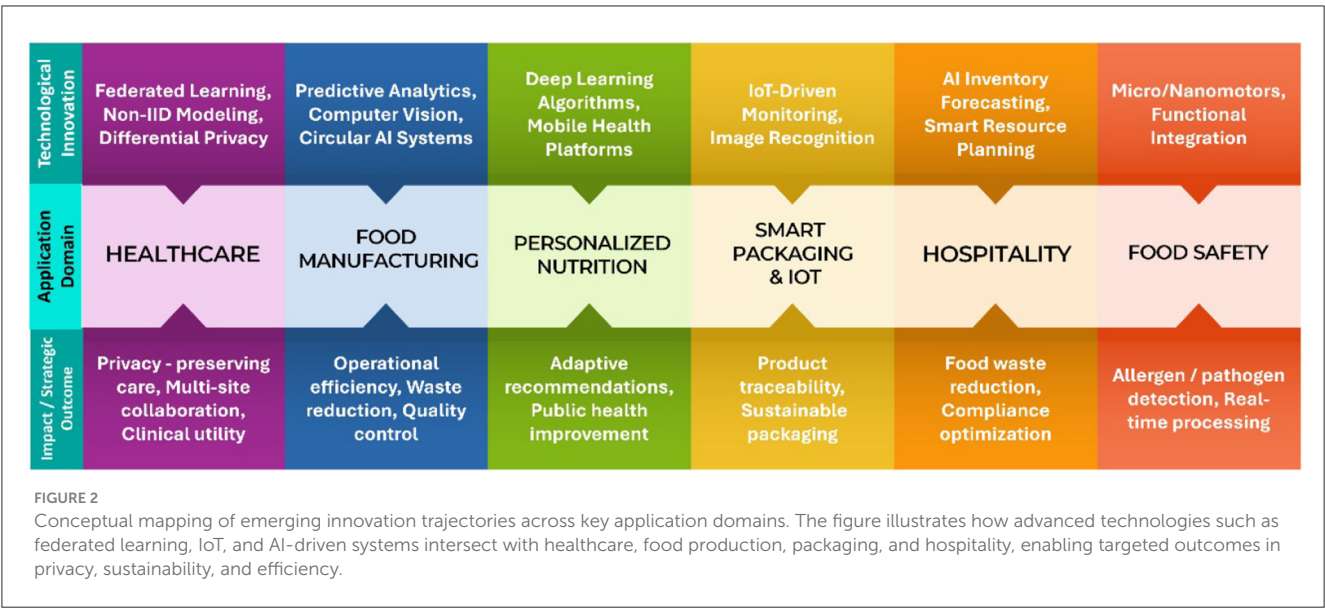 Technological
Innovation
Federated Learning,
Non-IID Modeling,
Differential Privacy
Predictive Analytics,
Computer Vision,
Circular AI Systems
Deep Learning
Algorithms,
Mobile Health
Platforms
IoT-Driven
Monitoring,
Image Recognition
AI Inventory
Forecasting,
Smart Resource
Planning
Micro/Nanomotors,
Functional
Integration
Application
Domain
HEALTHCARE
FOOD
MANUFACTURING
PERSONALIZED
NUTRITION
SMART
PACKAGING
& IOT
HOSPITALITY
FOOD SAFETY
Impact / Strategic
Outcome
Privacy - preserving
care, Multi-site
collaboration,
Clinical utility
Operational
efficiency, Waste
reduction, Quality
control
Adaptive
recommendations,
Public health
improvement
Product
traceability,
Sustainable
packaging
Food waste
reduction,
Compliance
optimization
Allergen / pathogen
detection, Real-
time processing
FIGURE 2
Conceptual mapping of emerging innovation trajectories across key application domains. The figure illustrates how advanced technologies such as
federated learning, IoT, and AI-driven systems intersect with healthcare, food production, packaging, and hospitality, enabling targeted outcomes in
privacy, sustainability, and efficiency.